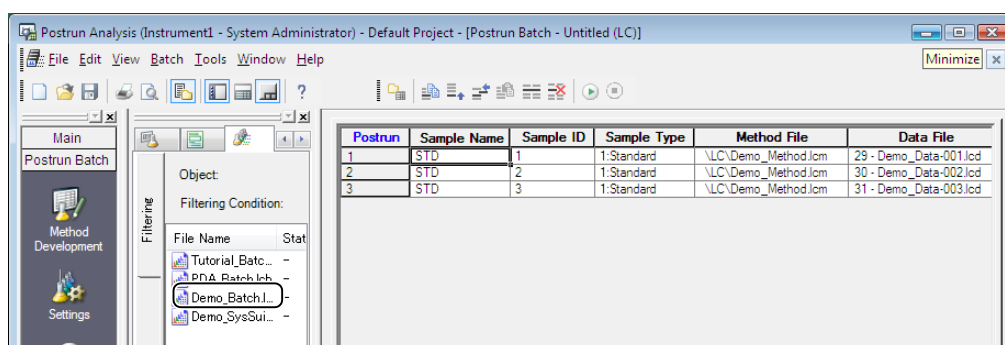 Postrun Analysis (Instrument1 - System Administrator) - Default Project - [Postrun Batch - Untitled (LC)]
File Edit View Batch Tools Window Help
Minimize
?
Main
Postrun Batch
Method
Development
Settings
Filtering
Object:
Filtering Condition:
File Name Stat
Tutorial_Batc... -
PDA_Batch.lcb -
Demo_Batch.l... -
Demo_SysSui... -
Postrun Sample Name Sample ID Sample Type Method File Data File
1 STD 1 1:Standard \LC\Demo_Method.lcm 29 - Demo_Data-001.lcd
2 STD 2 1:Standard \LC\Demo_Method.lcm 30 - Demo_Data-002.lcd
3 STD 3 1:Standard \LC\Demo_Method.lcm 31 - Demo_Data-003.lcd